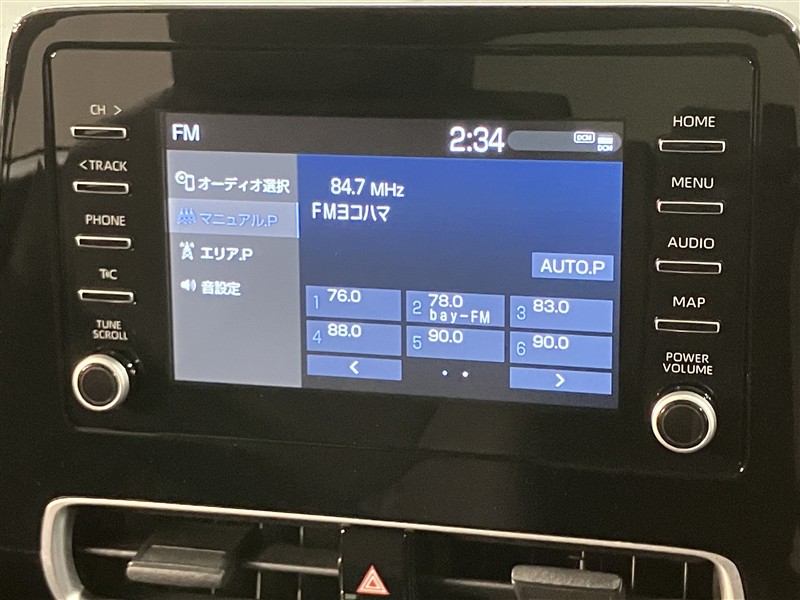 CH >
< TRACK
PHONE
T&C
TUNE
SCROLL
FM
2:34
DCM
DCM
オーディオ選択
マニュアル.P
エリア.P
音設定
84.7 MHz
FMヨコハマ
AUTO.P
1 76.0
2 78.0
bay-FM
3 83.0
4 88.0
5 90.0
6 90.0
<
>
HOME
MENU
AUDIO
MAP
POWER
VOLUME